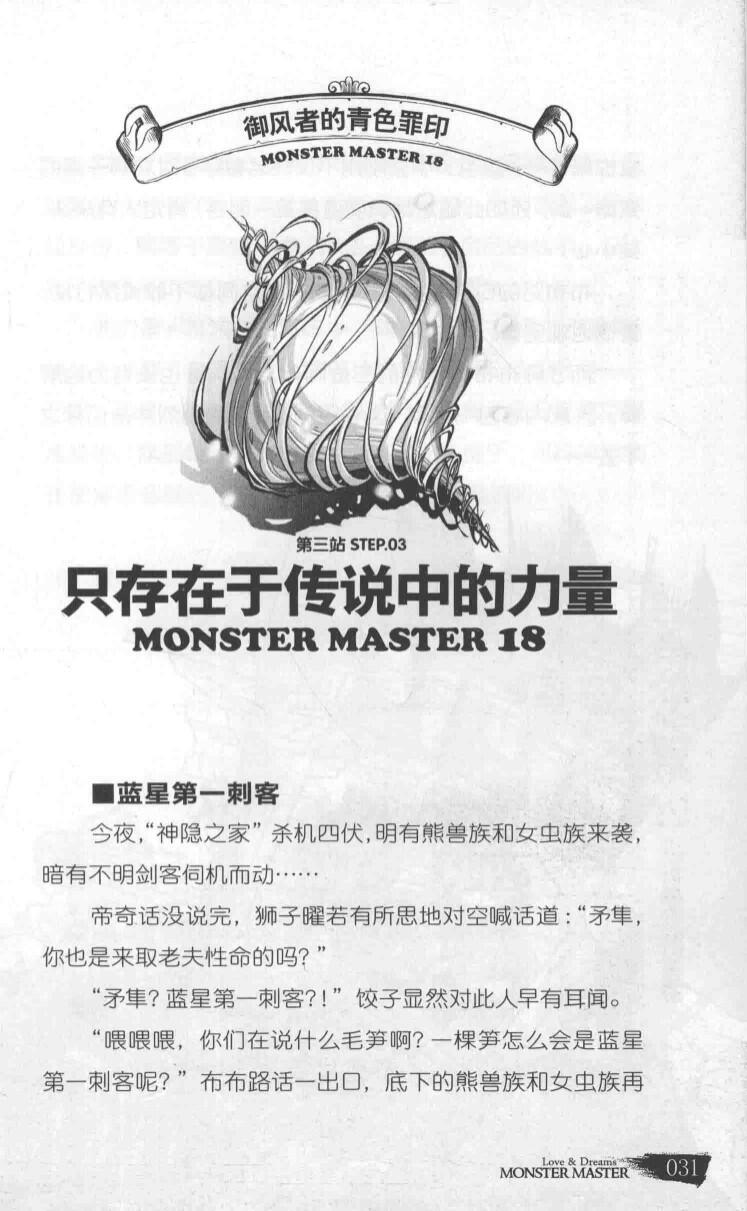 御风者的青色罪印
MONSTER MASTER 18
第三站 STEP.03
只存在于传说中的力量
MONSTER MASTER 18
■蓝星第一刺客
今夜，“神隐之家”杀机四伏，明有熊兽族和女虫族来袭，
暗有不明剑客伺机而动……
帝奇话没说完，狮子曜若有所思地对空喊话道：“矛隼，
你也是来取老夫性命的吗？”
“矛隼？蓝星第一刺客？！”饺子显然对此人早有耳闻。
“喂喂喂，你们在说什么毛笋啊？一棵笋怎么会是蓝星
第一刺客呢？”布布路话一出口，底下的熊兽族和女虫族再
Love & Dreams
MONSTER MASTER 031